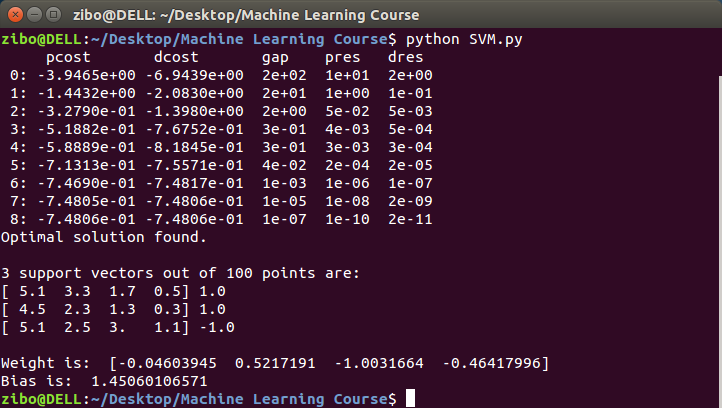 zibo@DELL: ~/Desktop/Machine Learning Course
zibo@DELL:~/Desktop/Machine Learning Course$ python SVM.py
     pcost       dcost       gap    pres   dres
 0: -3.9465e+00 -6.9439e+00  2e+02  1e+01  2e+00
 1: -1.4432e+00 -2.0830e+00  2e+01  1e+00  1e-01
 2: -3.2790e-01 -1.3980e+00  2e+00  5e-02  5e-03
 3: -5.1882e-01 -7.6752e-01  3e-01  4e-03  5e-04
 4: -5.8889e-01 -8.1845e-01  3e-01  3e-03  3e-04
 5: -7.1313e-01 -7.5571e-01  4e-02  2e-04  2e-05
 6: -7.4690e-01 -7.4817e-01  1e-03  1e-06  1e-07
 7: -7.4805e-01 -7.4806e-01  1e-05  1e-08  2e-09
 8: -7.4806e-01 -7.4806e-01  1e-07  1e-10  2e-11
Optimal solution found.
3 support vectors out of 100 points are:
[ 5.1  3.3  1.7  0.5] 1.0
[ 4.5  2.3  1.3  0.3] 1.0
[ 5.1  2.5  3.   1.1] -1.0
Weight is:  [-0.04603945  0.5217191  -1.0031664  -0.46417996]
Bias is:  1.45060106571
zibo@DELL:~/Desktop/Machine Learning Course$